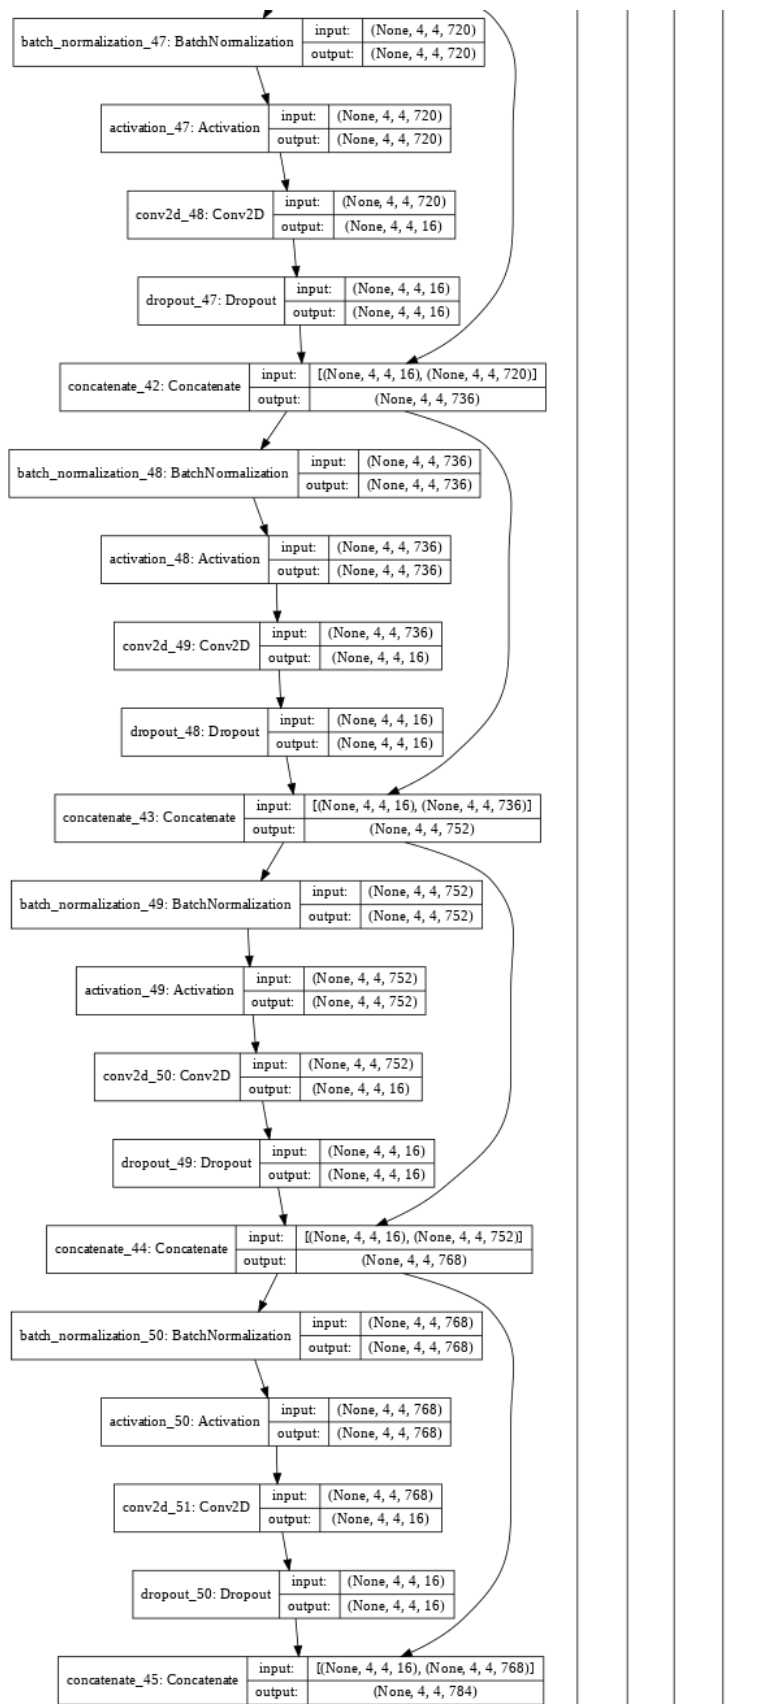 batch_normalization_47: BatchNormalization input: (None, 4, 4, 720)
output: (None, 4, 4, 720)
activation_47: Activation input: (None, 4, 4, 720)
output: (None, 4, 4, 720)
conv2d_48: Conv2D input: (None, 4, 4, 720)
output: (None, 4, 4, 16)
dropout_47: Dropout input: (None, 4, 4, 16)
output: (None, 4, 4, 16)
concatenate_42: Concatenate input: [(None, 4, 4, 16), (None, 4, 4, 720)]
output: (None, 4, 4, 736)
batch_normalization_48: BatchNormalization input: (None, 4, 4, 736)
output: (None, 4, 4, 736)
activation_48: Activation input: (None, 4, 4, 736)
output: (None, 4, 4, 736)
conv2d_49: Conv2D input: (None, 4, 4, 736)
output: (None, 4, 4, 16)
dropout_48: Dropout input: (None, 4, 4, 16)
output: (None, 4, 4, 16)
concatenate_43: Concatenate input: [(None, 4, 4, 16), (None, 4, 4, 736)]
output: (None, 4, 4, 752)
batch_normalization_49: BatchNormalization input: (None, 4, 4, 752)
output: (None, 4, 4, 752)
activation_49: Activation input: (None, 4, 4, 752)
output: (None, 4, 4, 752)
conv2d_50: Conv2D input: (None, 4, 4, 752)
output: (None, 4, 4, 16)
dropout_49: Dropout input: (None, 4, 4, 16)
output: (None, 4, 4, 16)
concatenate_44: Concatenate input: [(None, 4, 4, 16), (None, 4, 4, 752)]
output: (None, 4, 4, 768)
batch_normalization_50: BatchNormalization input: (None, 4, 4, 768)
output: (None, 4, 4, 768)
activation_50: Activation input: (None, 4, 4, 768)
output: (None, 4, 4, 768)
conv2d_51: Conv2D input: (None, 4, 4, 768)
output: (None, 4, 4, 16)
dropout_50: Dropout input: (None, 4, 4, 16)
output: (None, 4, 4, 16)
concatenate_45: Concatenate input: [(None, 4, 4, 16), (None, 4, 4, 768)]
output: (None, 4, 4, 784)